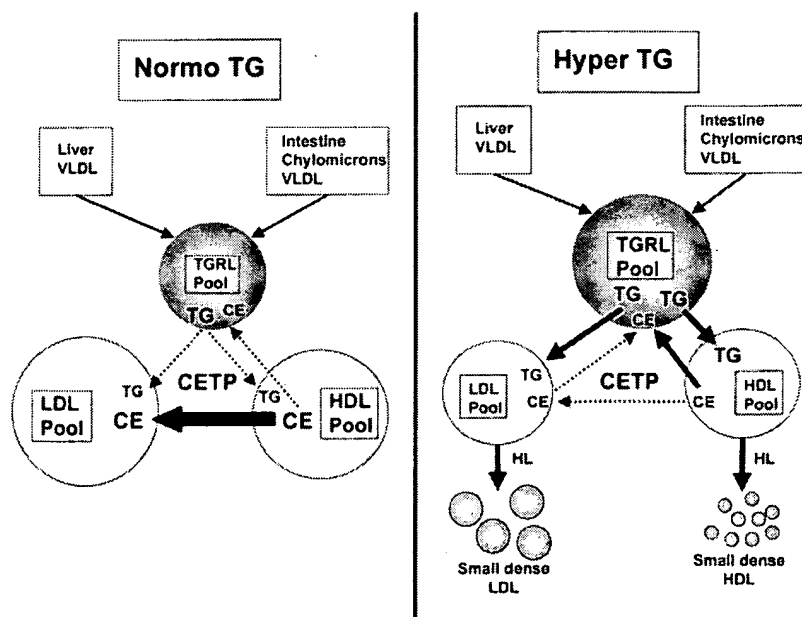 Normo TG
Liver
VLDL
Intestine
Chylomicrons
VLDL
TGRL
Pool
TG CE
TG
CETP
TG
LDL
Pool
CE
CE
HDL
Pool
Hyper TG
Liver
VLDL
Intestine
Chylomicrons
VLDL
TGRL
Pool
TG TG
CE
TG
TG
CETP
LDL
Pool
CE
CE
HDL
Pool
HL
HL
Small dense
LDL
Small dense
HDL